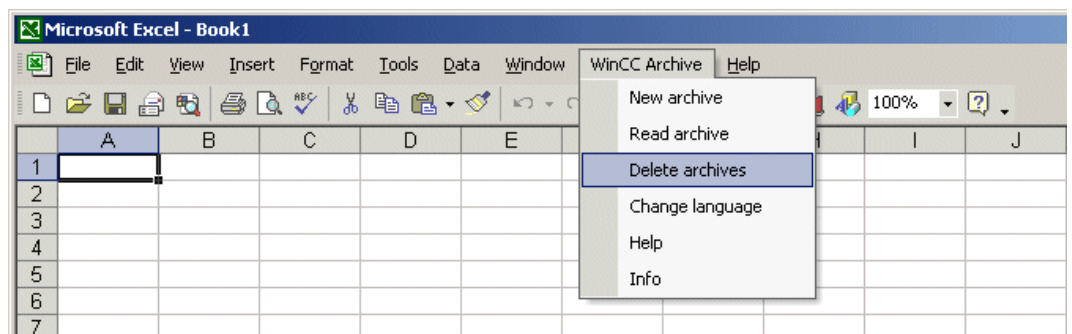 Microsoft Excel - Book1
File Edit View Insert Format Tools Data Window WinCC Archive Help
ABC 100% ?
New archive
Read archive
Delete archives
Change language
Help
Info
A B C D E I J
1
2
3
4
5
6
7